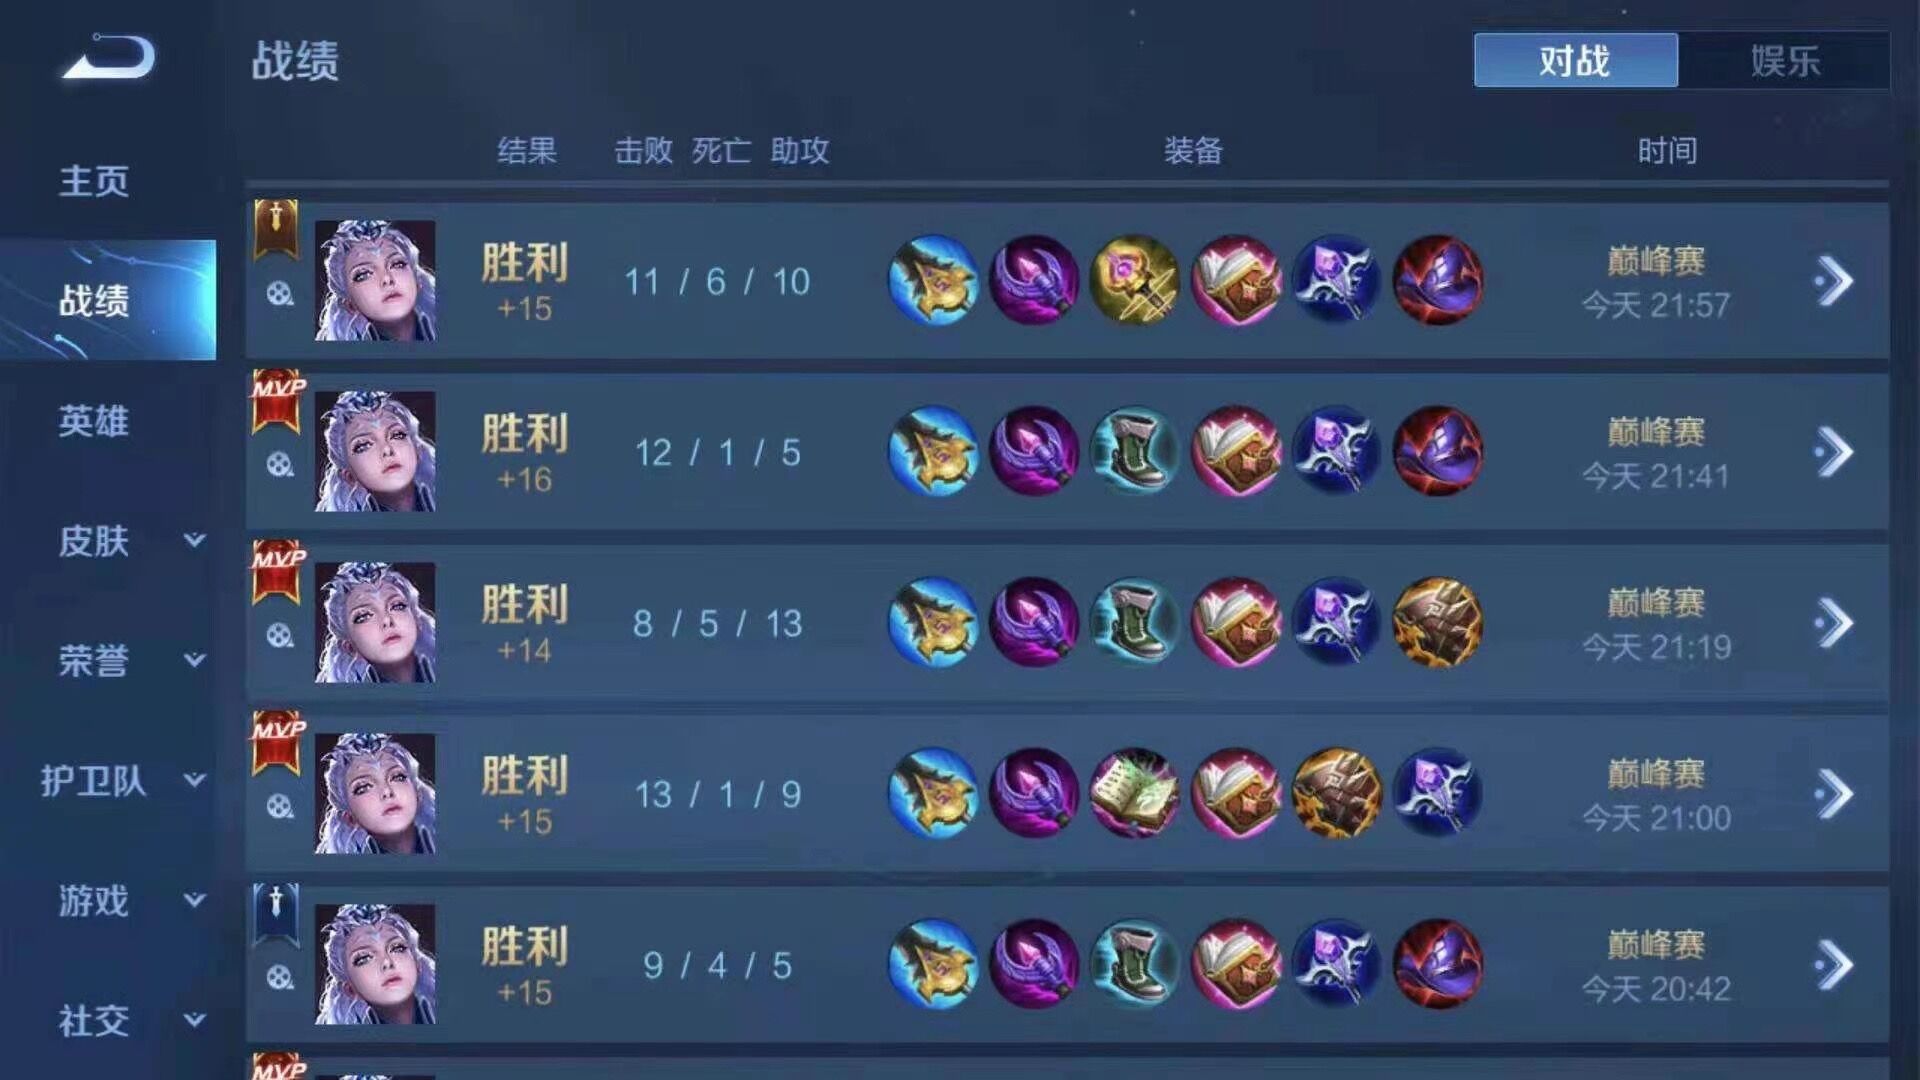 战绩
对战 娱乐
主页
战绩
英雄
皮肤
荣誉
护卫队
游戏
社交
结果 击败 死亡 助攻 装备 时间
胜利 11 / 6 / 10 巅峰赛
+15 今天 21:57
MVP
胜利 12 / 1 / 5 巅峰赛
+16 今天 21:41
MVP
胜利 8 / 5 / 13 巅峰赛
+14 今天 21:19
MVP
胜利 13 / 1 / 9 巅峰赛
+15 今天 21:00
胜利 9 / 4 / 5 巅峰赛
+15 今天 20:42
MVP